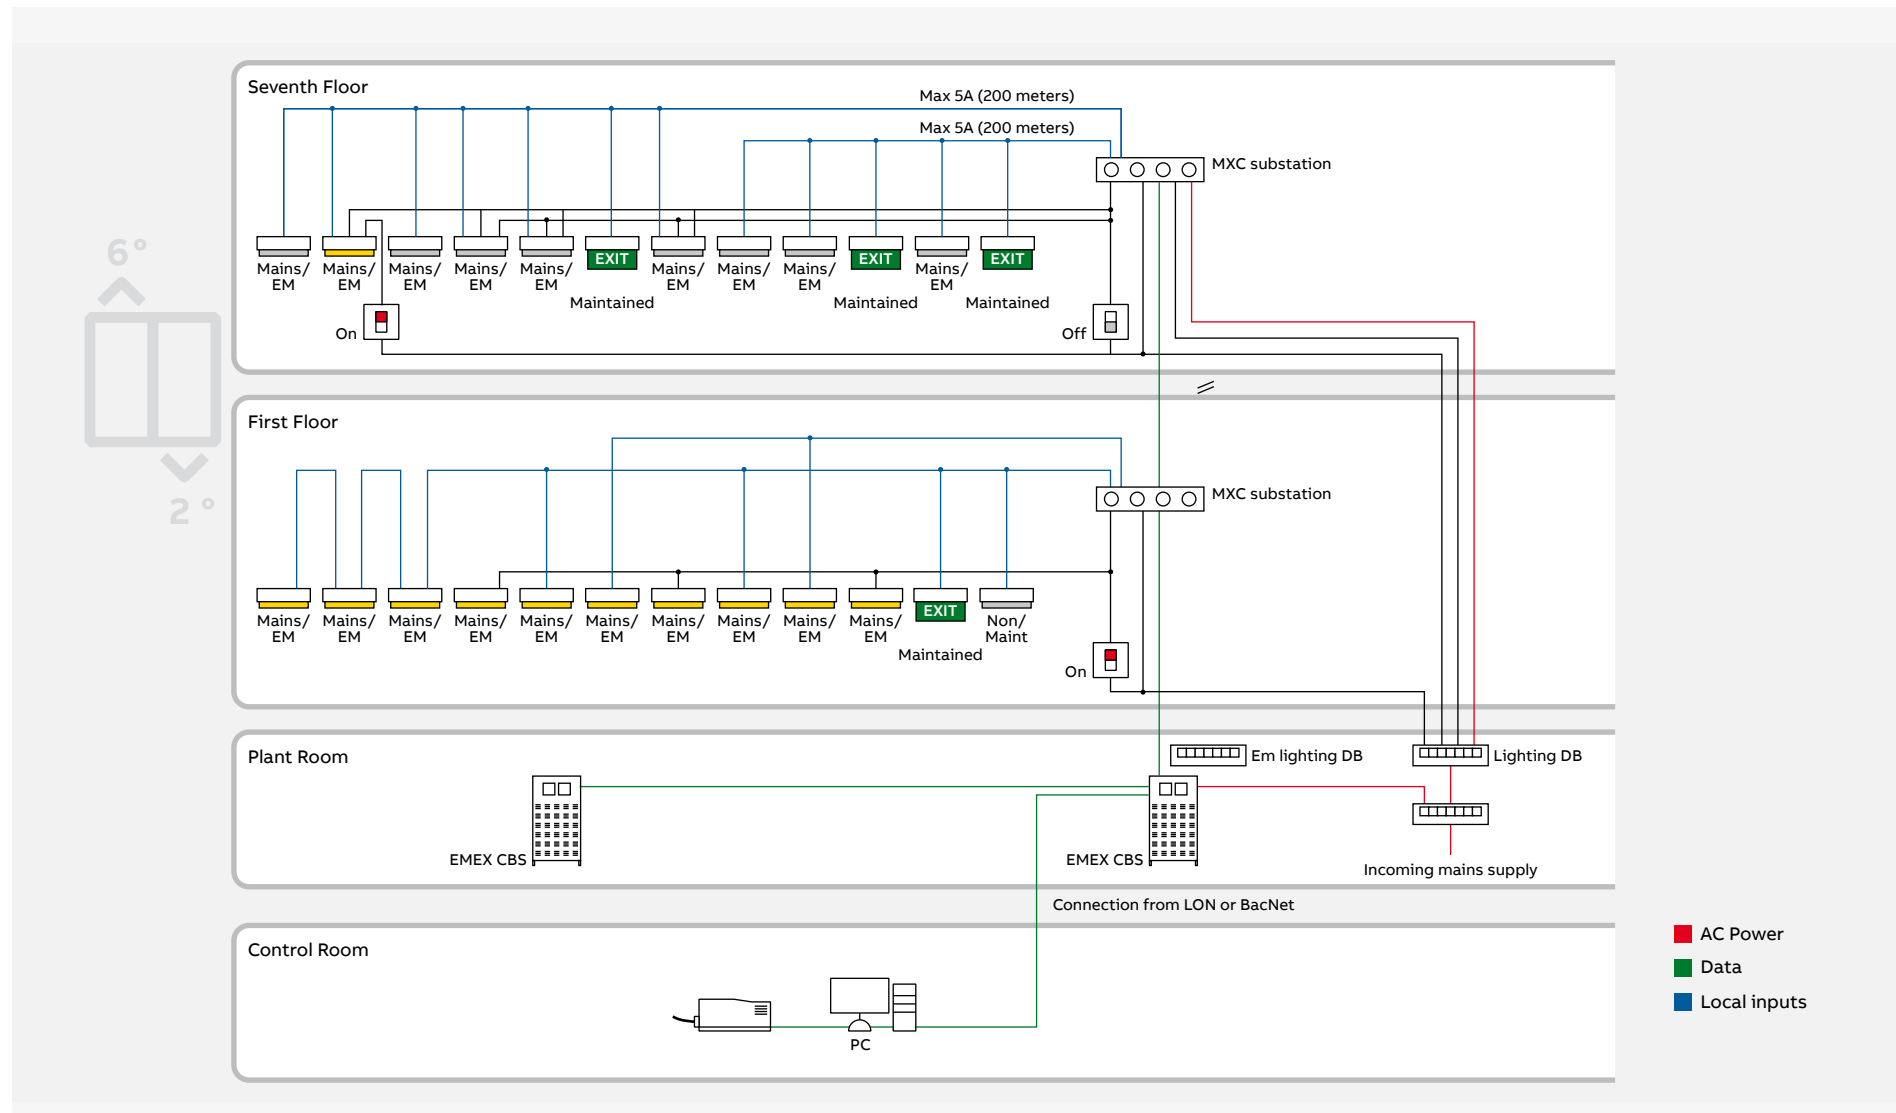 Seventh Floor
Max 5A (200 meters)
Max 5A (200 meters)
MXC substation
6°
EXIT
EXIT
EXIT
Mains/ Mains/ Mains/ Mains/ Mains/ Mains/ Mains/ Mains/ Mains/
EM EM EM EM EM EM EM EM EM
Maintained Maintained Maintained
On
Off
First Floor
MXC substation
2°
EXIT
Mains/ Mains/ Mains/ Mains/ Mains/ Mains/ Mains/ Mains/ Mains/ Mains/ Non/
EM EM EM EM EM EM EM EM EM EM Maint
Maintained
On
Plant Room
Em lighting DB
Lighting DB
EMEX CBS
EMEX CBS
Incoming mains supply
Connection from LON or BacNet
Control Room
PC
AC Power
Data
Local inputs